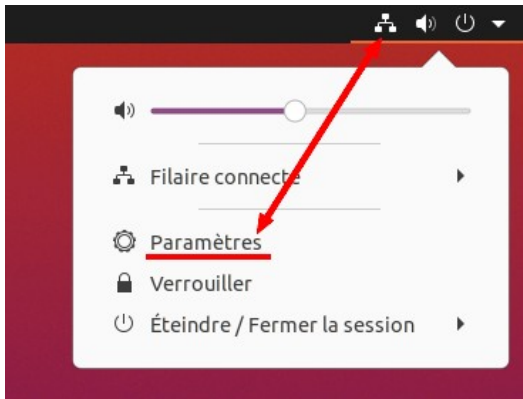 Filaire connecté
Paramètres
Verrouiller
Éteindre / Fermer la session